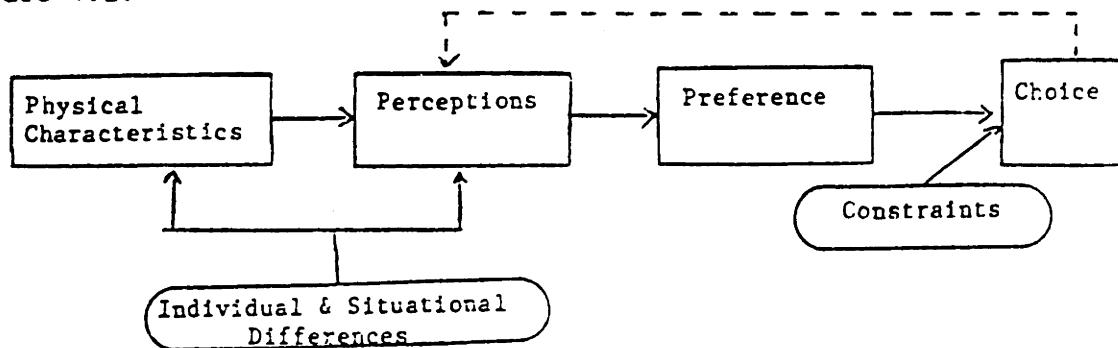 Physical
Characteristics
Perceptions
Preference
Choice
Constraints
Individual & Situational
Differences